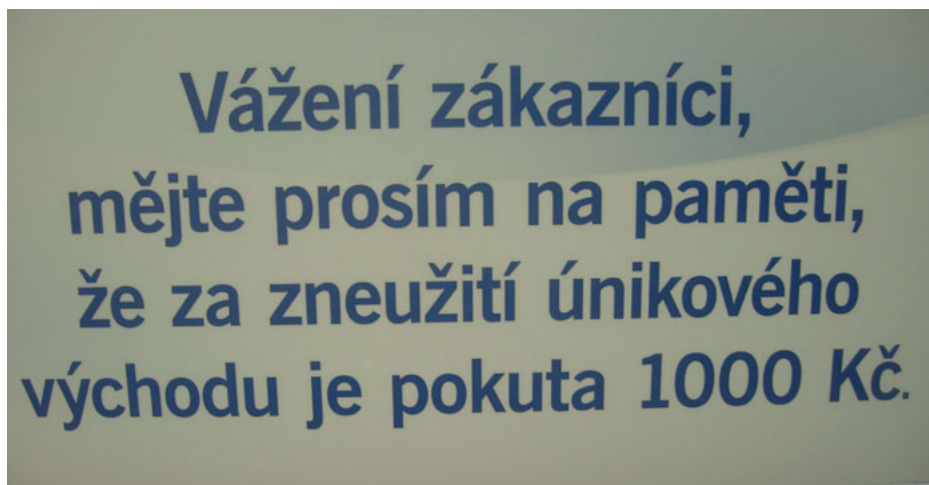 Vážení zákazníci,
mějte prosím na paměti,
že za zneužití únikového
východu je pokuta 1000 Kč.